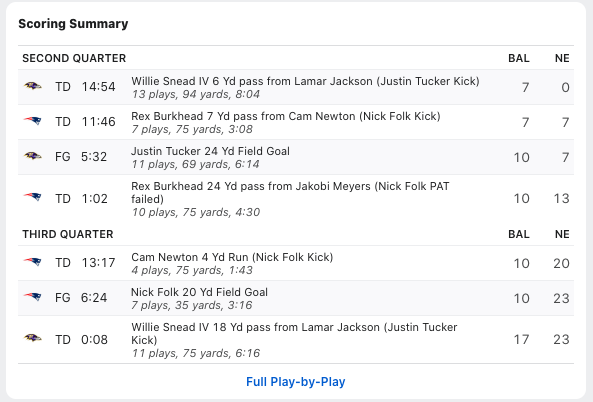 Scoring Summary
SECOND QUARTER BAL NE
TD 14:54 Willie Snead IV 6 Yd pass from Lamar Jackson (Justin Tucker Kick) 7 0
13 plays, 94 yards, 8:04
TD 11:46 Rex Burkhead 7 Yd pass from Cam Newton (Nick Folk Kick) 7 7
7 plays, 75 yards, 3:08
FG 5:32 Justin Tucker 24 Yd Field Goal 10 7
11 plays, 69 yards, 6:14
TD 1:02 Rex Burkhead 24 Yd pass from Jakobi Meyers (Nick Folk PAT
failed) 10 13
10 plays, 75 yards, 4:30
THIRD QUARTER BAL NE
TD 13:17 Cam Newton 4 Yd Run (Nick Folk Kick) 10 20
4 plays, 75 yards, 1:43
FG 6:24 Nick Folk 20 Yd Field Goal 10 23
7 plays, 35 yards, 3:16
TD 0:08 Willie Snead IV 18 Yd pass from Lamar Jackson (Justin Tucker
Kick) 17 23
11 plays, 75 yards, 6:16
Full Play-by-Play